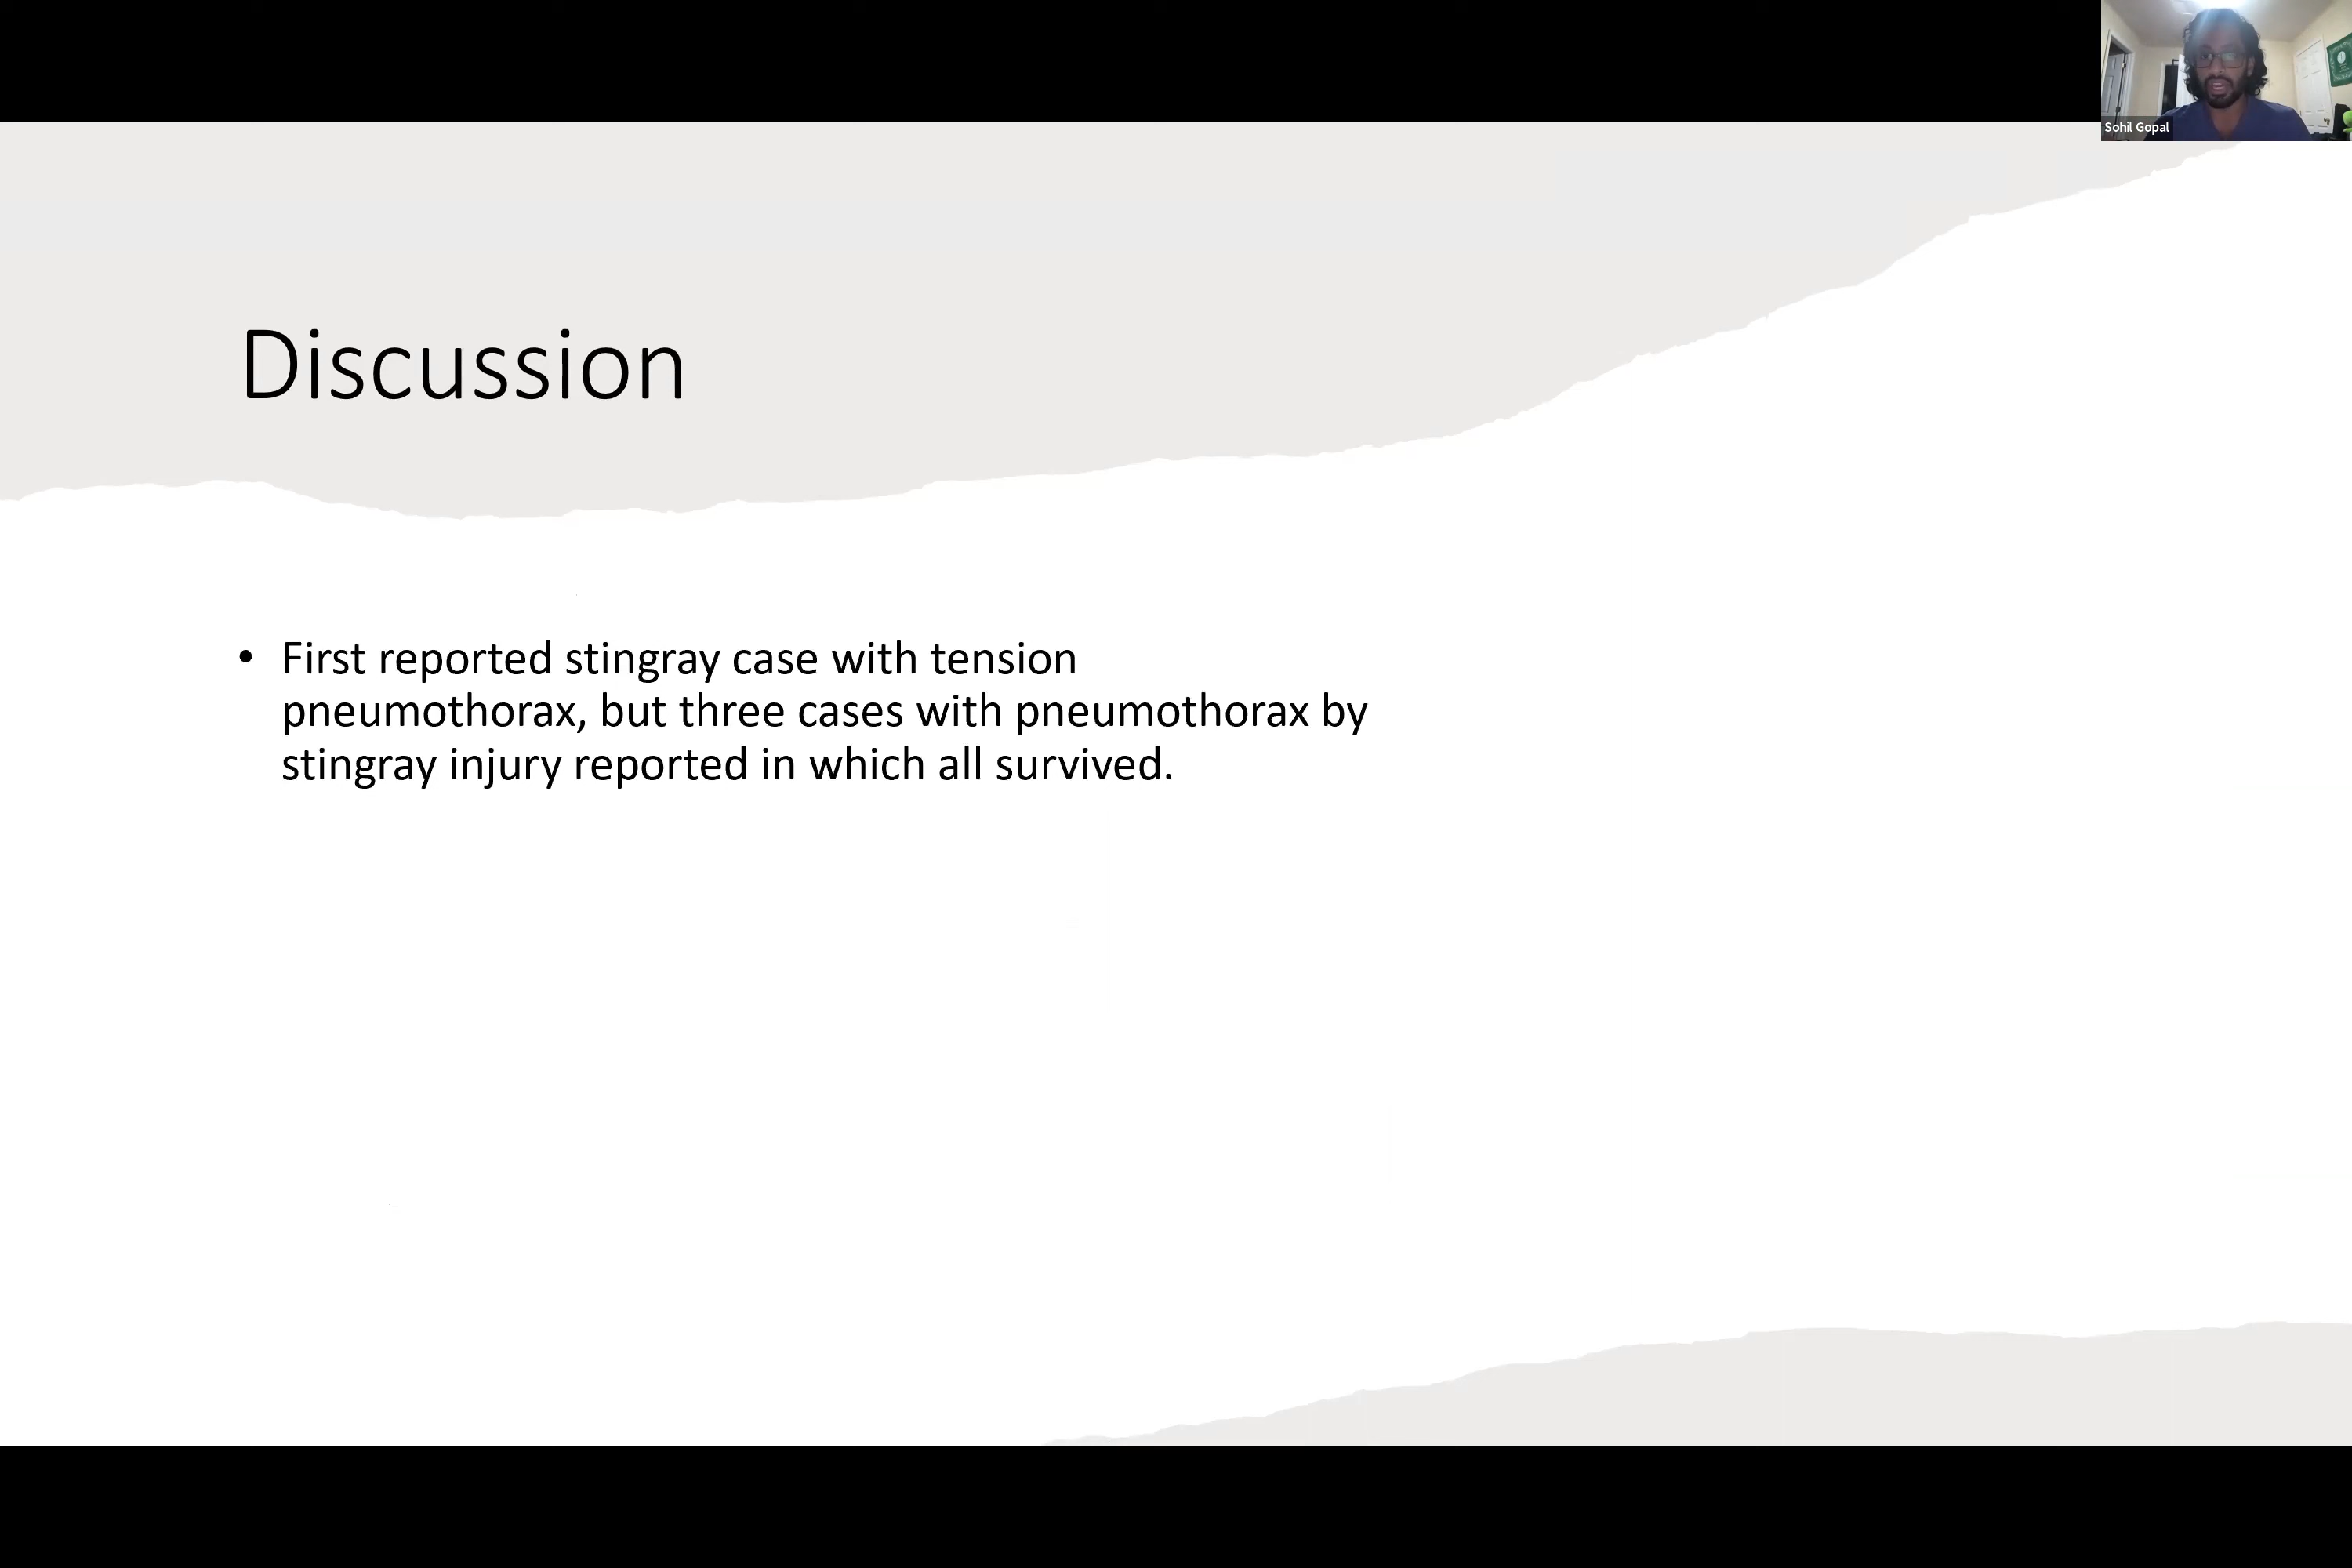 Sohil Gopal
Discussion
• First reported stingray case with tension
pneumothorax, but three cases with pneumothorax by
stingray injury reported in which all survived.